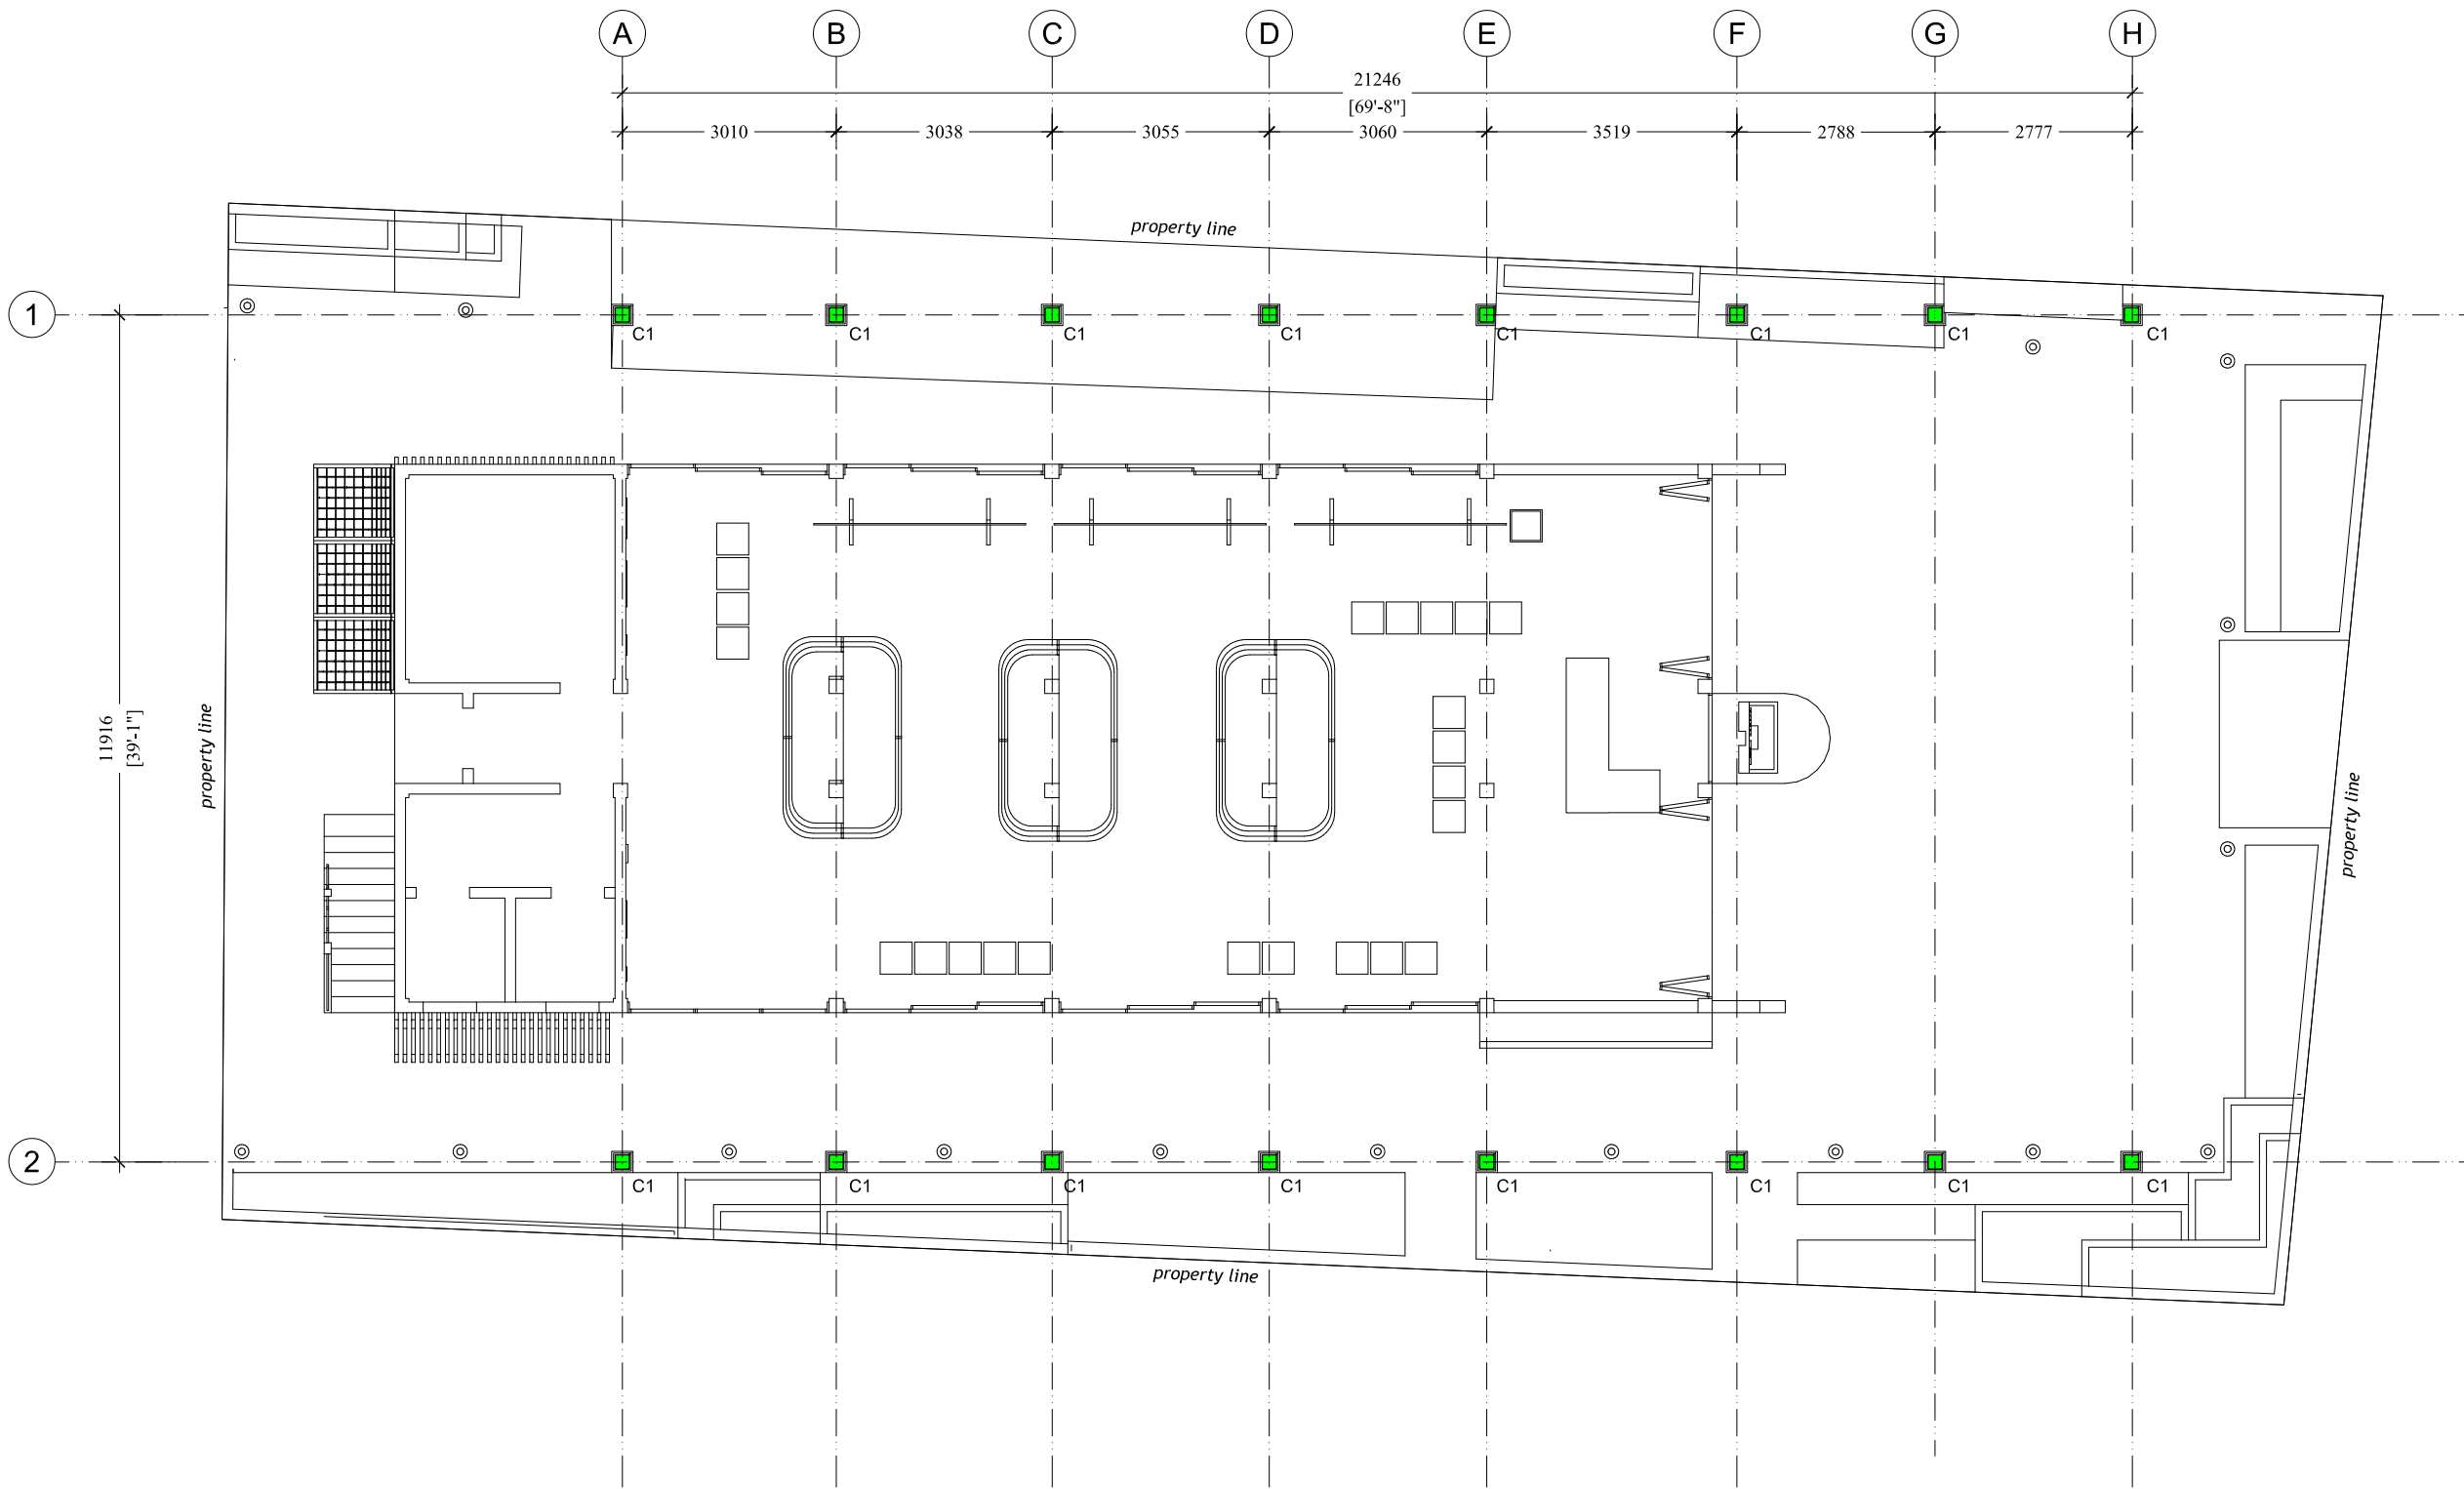 A B C D E F G H
21246
[69'-8"]
3010 3038 3055 3060 3519 2788 2777
property line
1
C1 C1 C1 C1 C1 C1 C1 C1
11916
[39'-1"]
property line
property line
2
C1 C1 C1 C1 C1 C1 C1 C1
property line